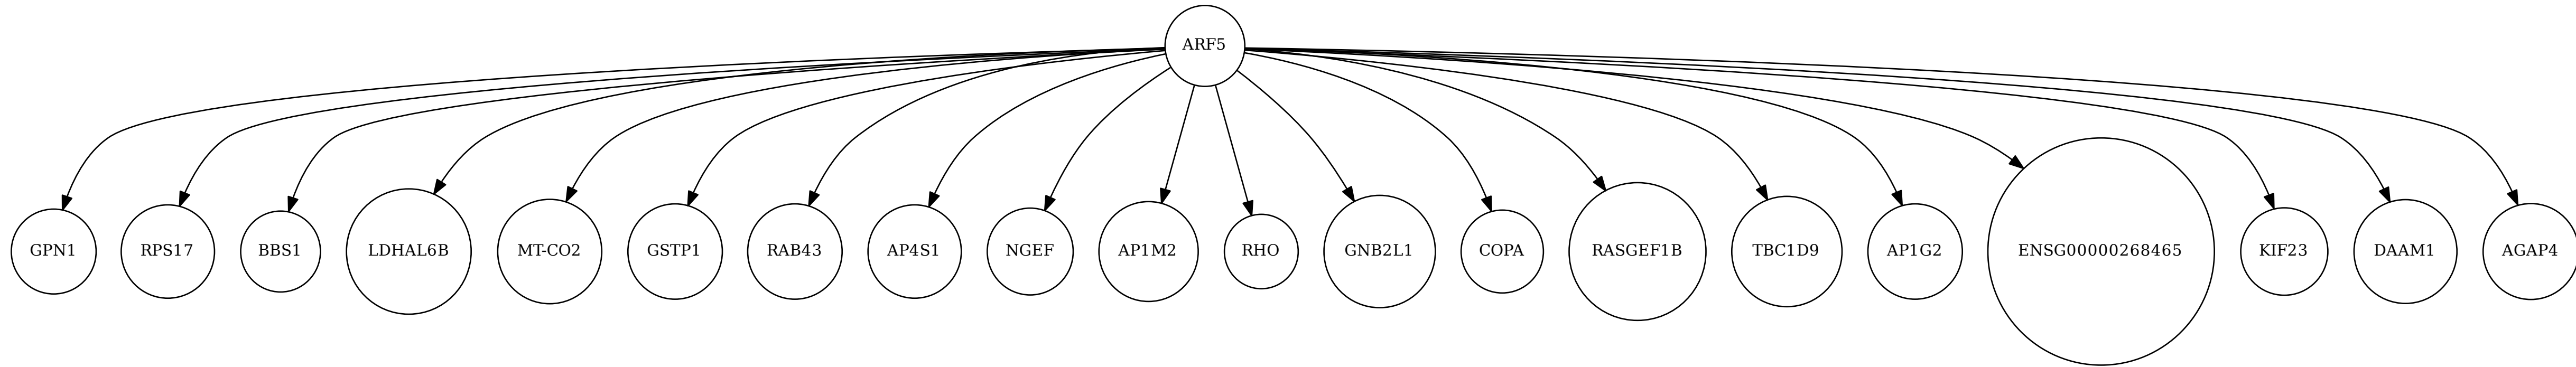 ARF5
GPN1
RPS17
BBS1
LDHAL6B
MT-CO2
GSTP1
RAB43
AP4S1
NGEF
AP1M2
RHO
GNB2L1
COPA
RASGEF1B
TBC1D9
AP1G2
ENSG00000268465
KIF23
DAAM1
AGAP4